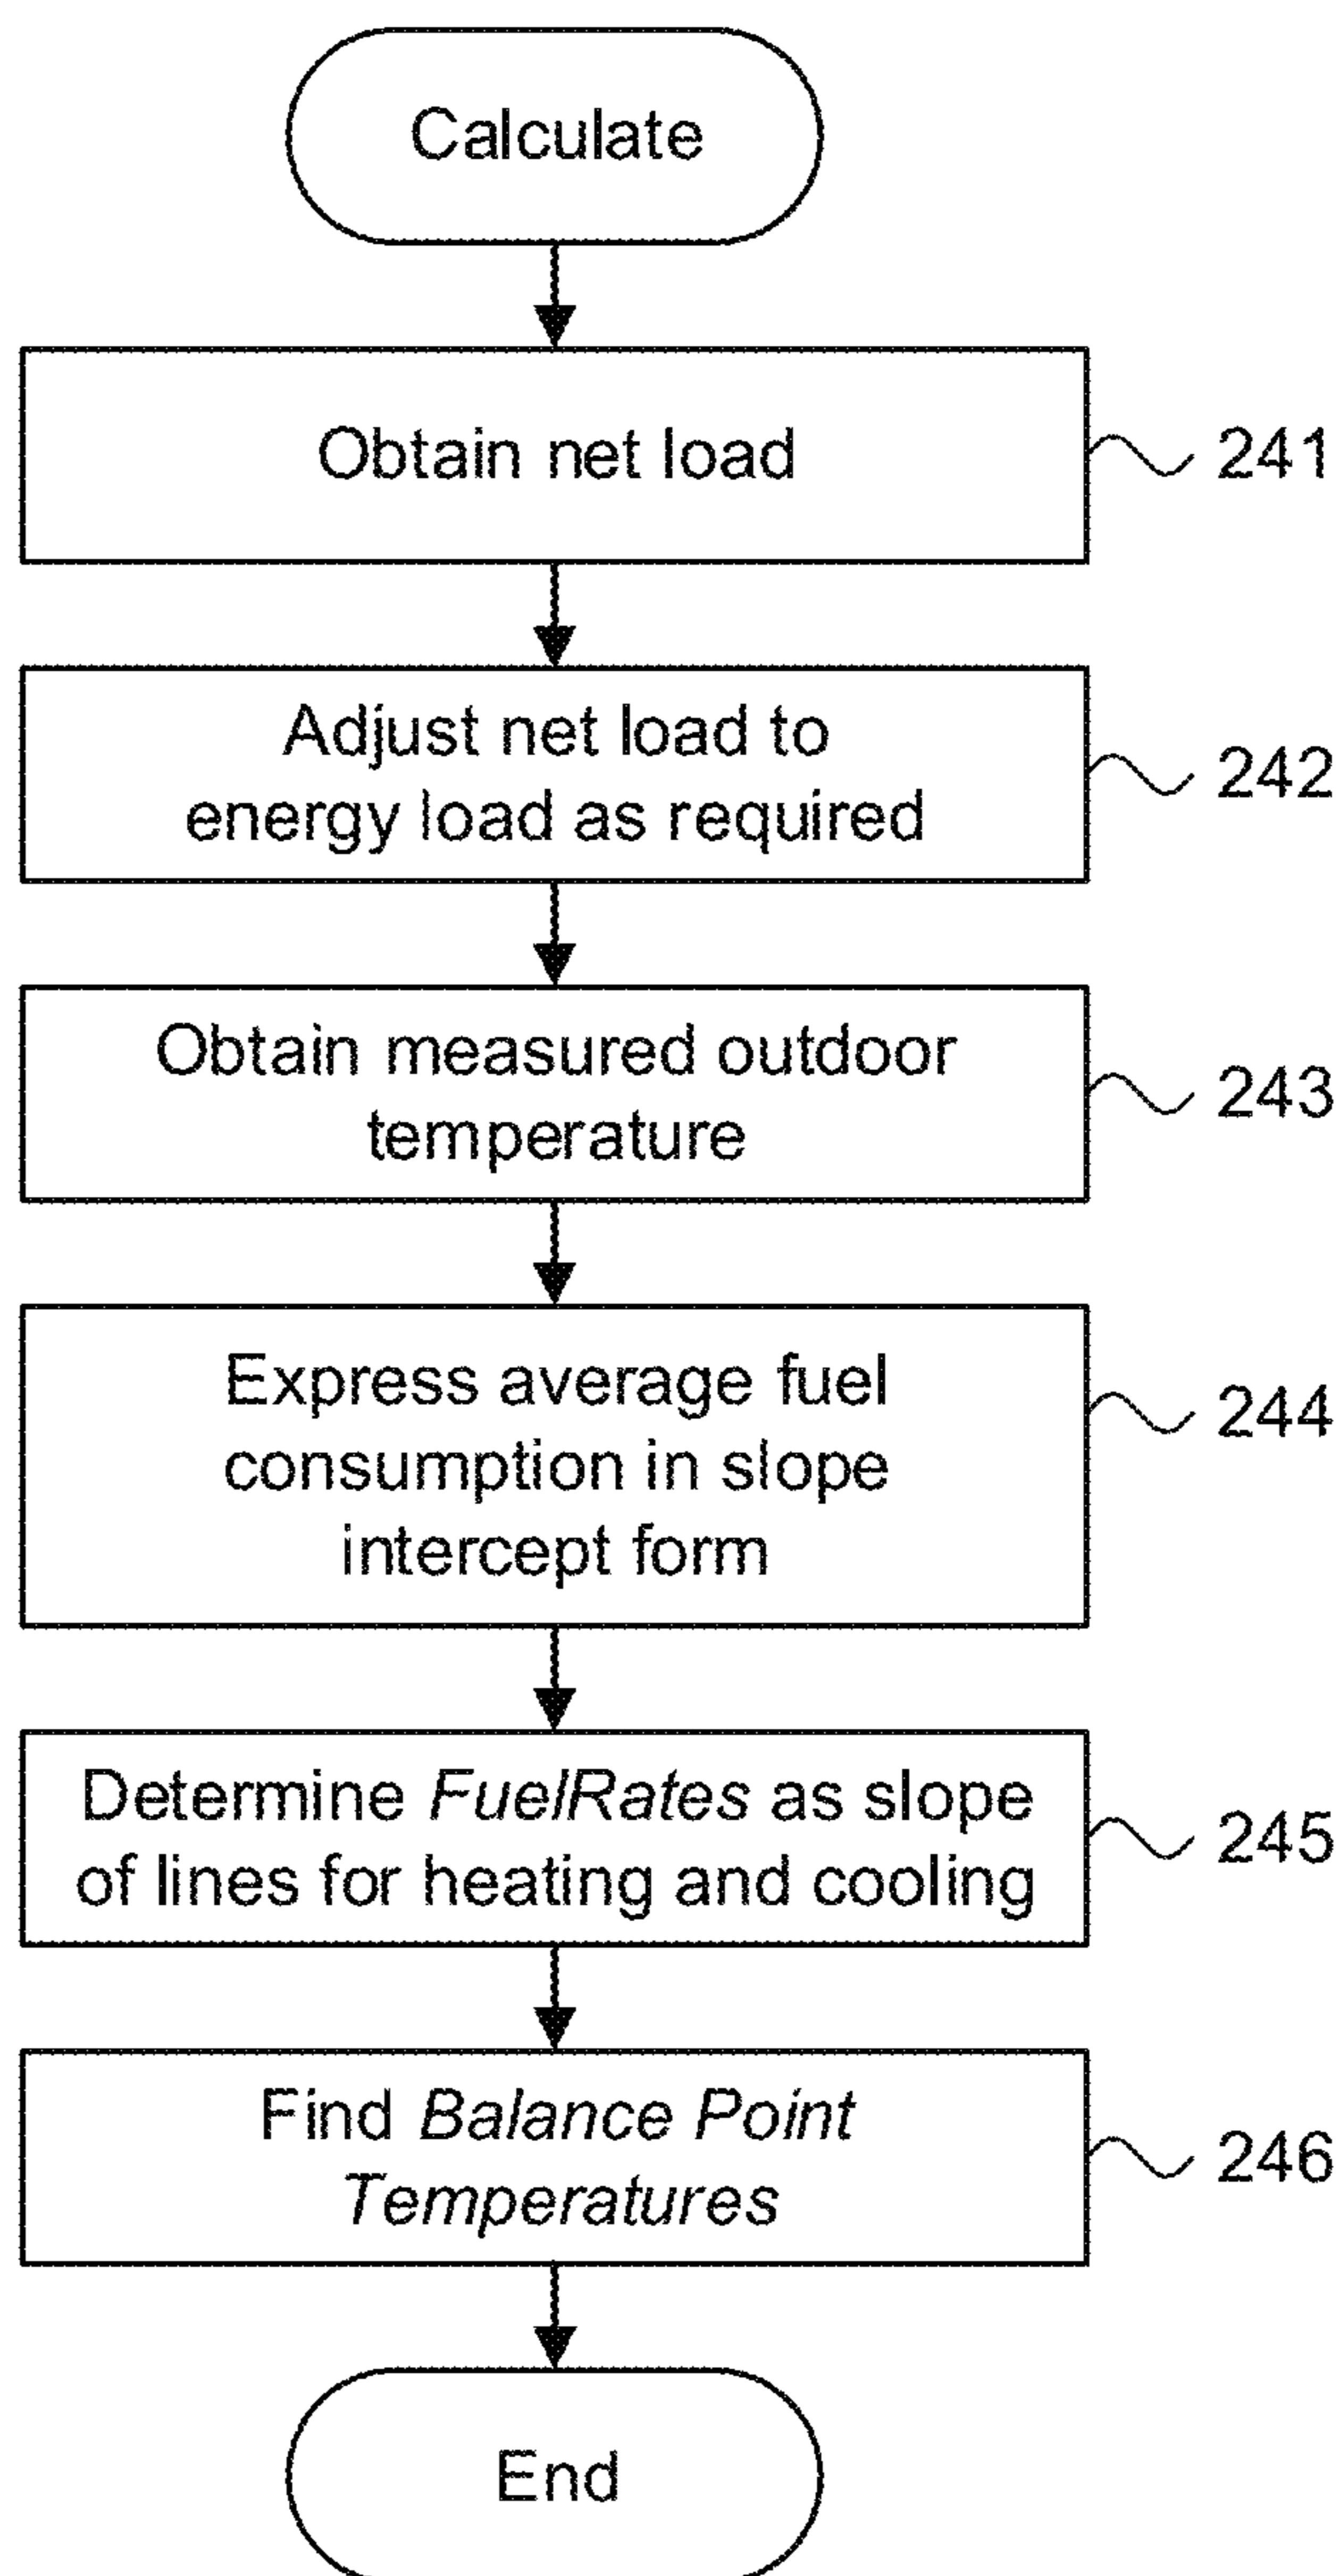 Calculate
Obtain net load
241
Adjust net load to
energy load as required
242
Obtain measured outdoor
temperature
243
Express average fuel
consumption in slope
intercept form
244
Determine FuelRates as slope
of lines for heating and cooling
245
Find Balance Point
Temperatures
246
End